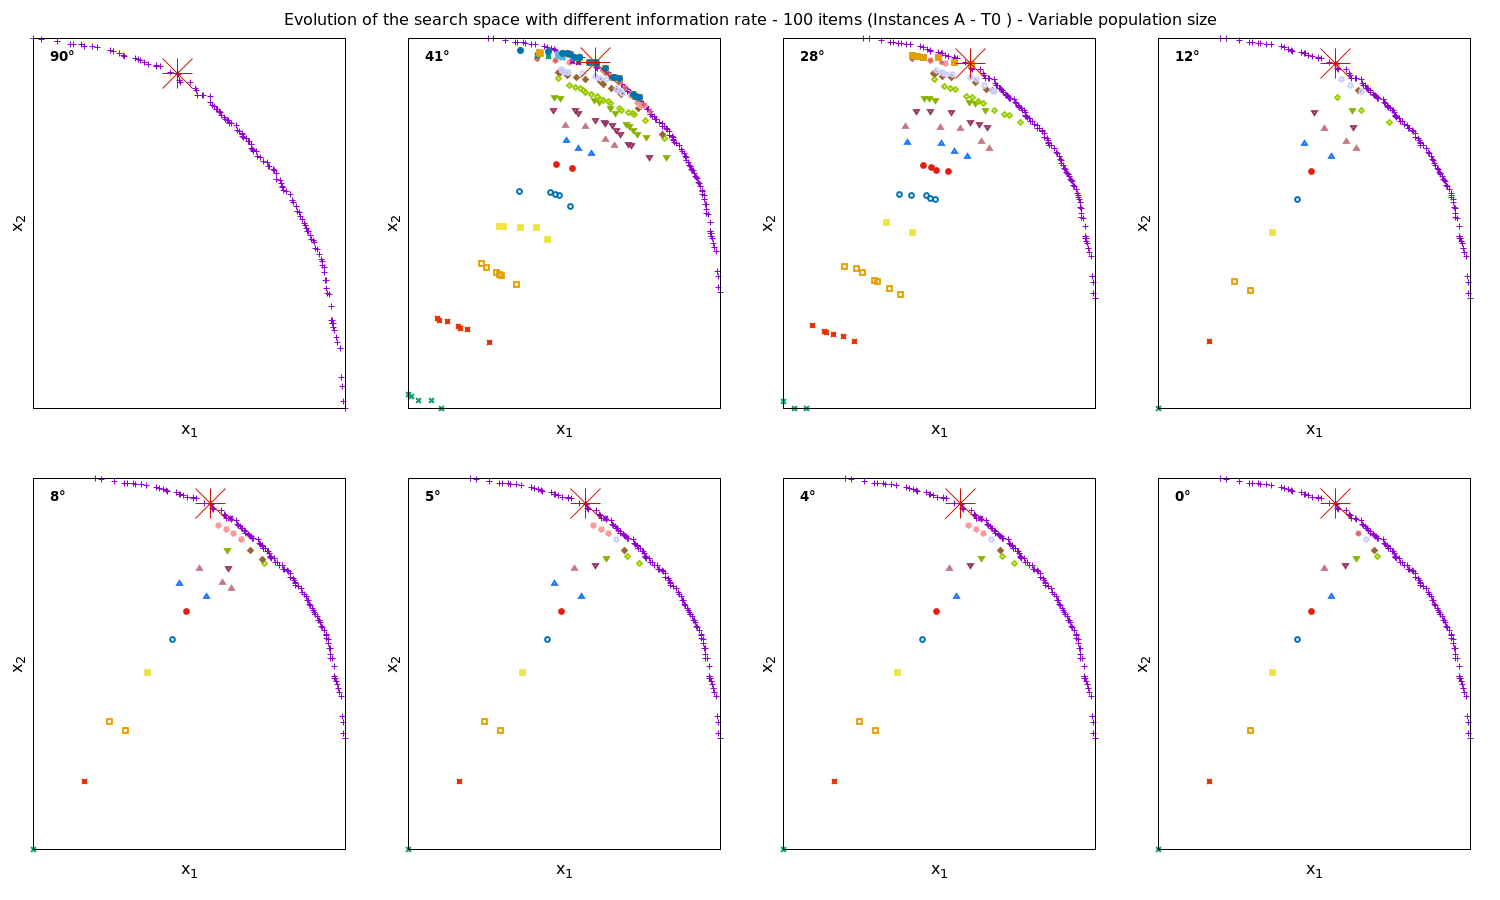 Evolution of the search space with different information rate - 100 items (Instances A - T0 ) - Variable population size
90°
41°
28°
12°
x2
x2
x2
x2
x1
x1
x1
x1
8°
5°
4°
0°
x2
x2
x2
x2
x1
x1
x1
x1